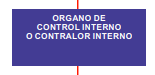 ORGANO DE
CONTROL INTERNO
O CONTRALOR INTERNO